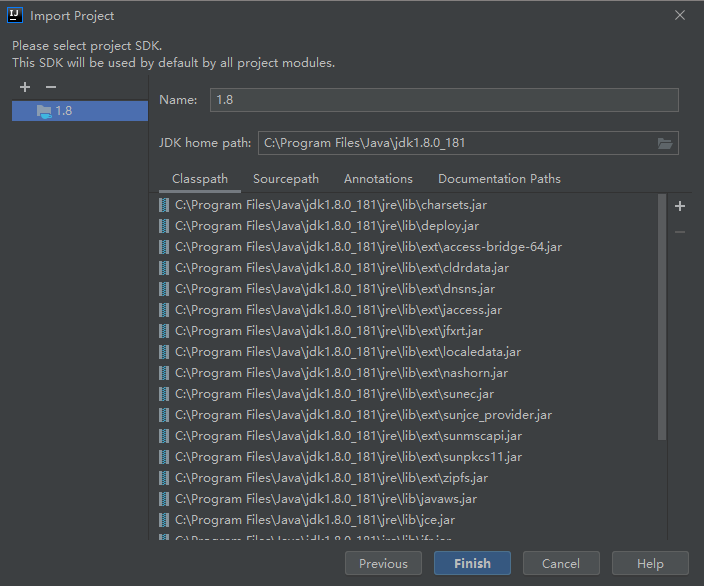 Import Project
Please select project SDK.
This SDK will be used by default by all project modules.
1.8
Name: 1.8
JDK home path: C:\Program Files\Java\jdk1.8.0_181
Classpath Sourcepath Annotations Documentation Paths
C:\Program Files\Java\jdk1.8.0_181\jre\lib\charsets.jar
C:\Program Files\Java\jdk1.8.0_181\jre\lib\deploy.jar
C:\Program Files\Java\jdk1.8.0_181\jre\lib\ext\access-bridge-64.jar
C:\Program Files\Java\jdk1.8.0_181\jre\lib\ext\cldrdata.jar
C:\Program Files\Java\jdk1.8.0_181\jre\lib\ext\dnsns.jar
C:\Program Files\Java\jdk1.8.0_181\jre\lib\ext\jaccess.jar
C:\Program Files\Java\jdk1.8.0_181\jre\lib\ext\jfxrt.jar
C:\Program Files\Java\jdk1.8.0_181\jre\lib\ext\localedata.jar
C:\Program Files\Java\jdk1.8.0_181\jre\lib\ext\nashorn.jar
C:\Program Files\Java\jdk1.8.0_181\jre\lib\ext\sunec.jar
C:\Program Files\Java\jdk1.8.0_181\jre\lib\ext\sunjce_provider.jar
C:\Program Files\Java\jdk1.8.0_181\jre\lib\ext\sunmscapi.jar
C:\Program Files\Java\jdk1.8.0_181\jre\lib\ext\sunpkcs11.jar
C:\Program Files\Java\jdk1.8.0_181\jre\lib\ext\zipfs.jar
C:\Program Files\Java\jdk1.8.0_181\jre\lib\javaws.jar
C:\Program Files\Java\jdk1.8.0_181\jre\lib\jce.jar
Previous Finish Cancel Help